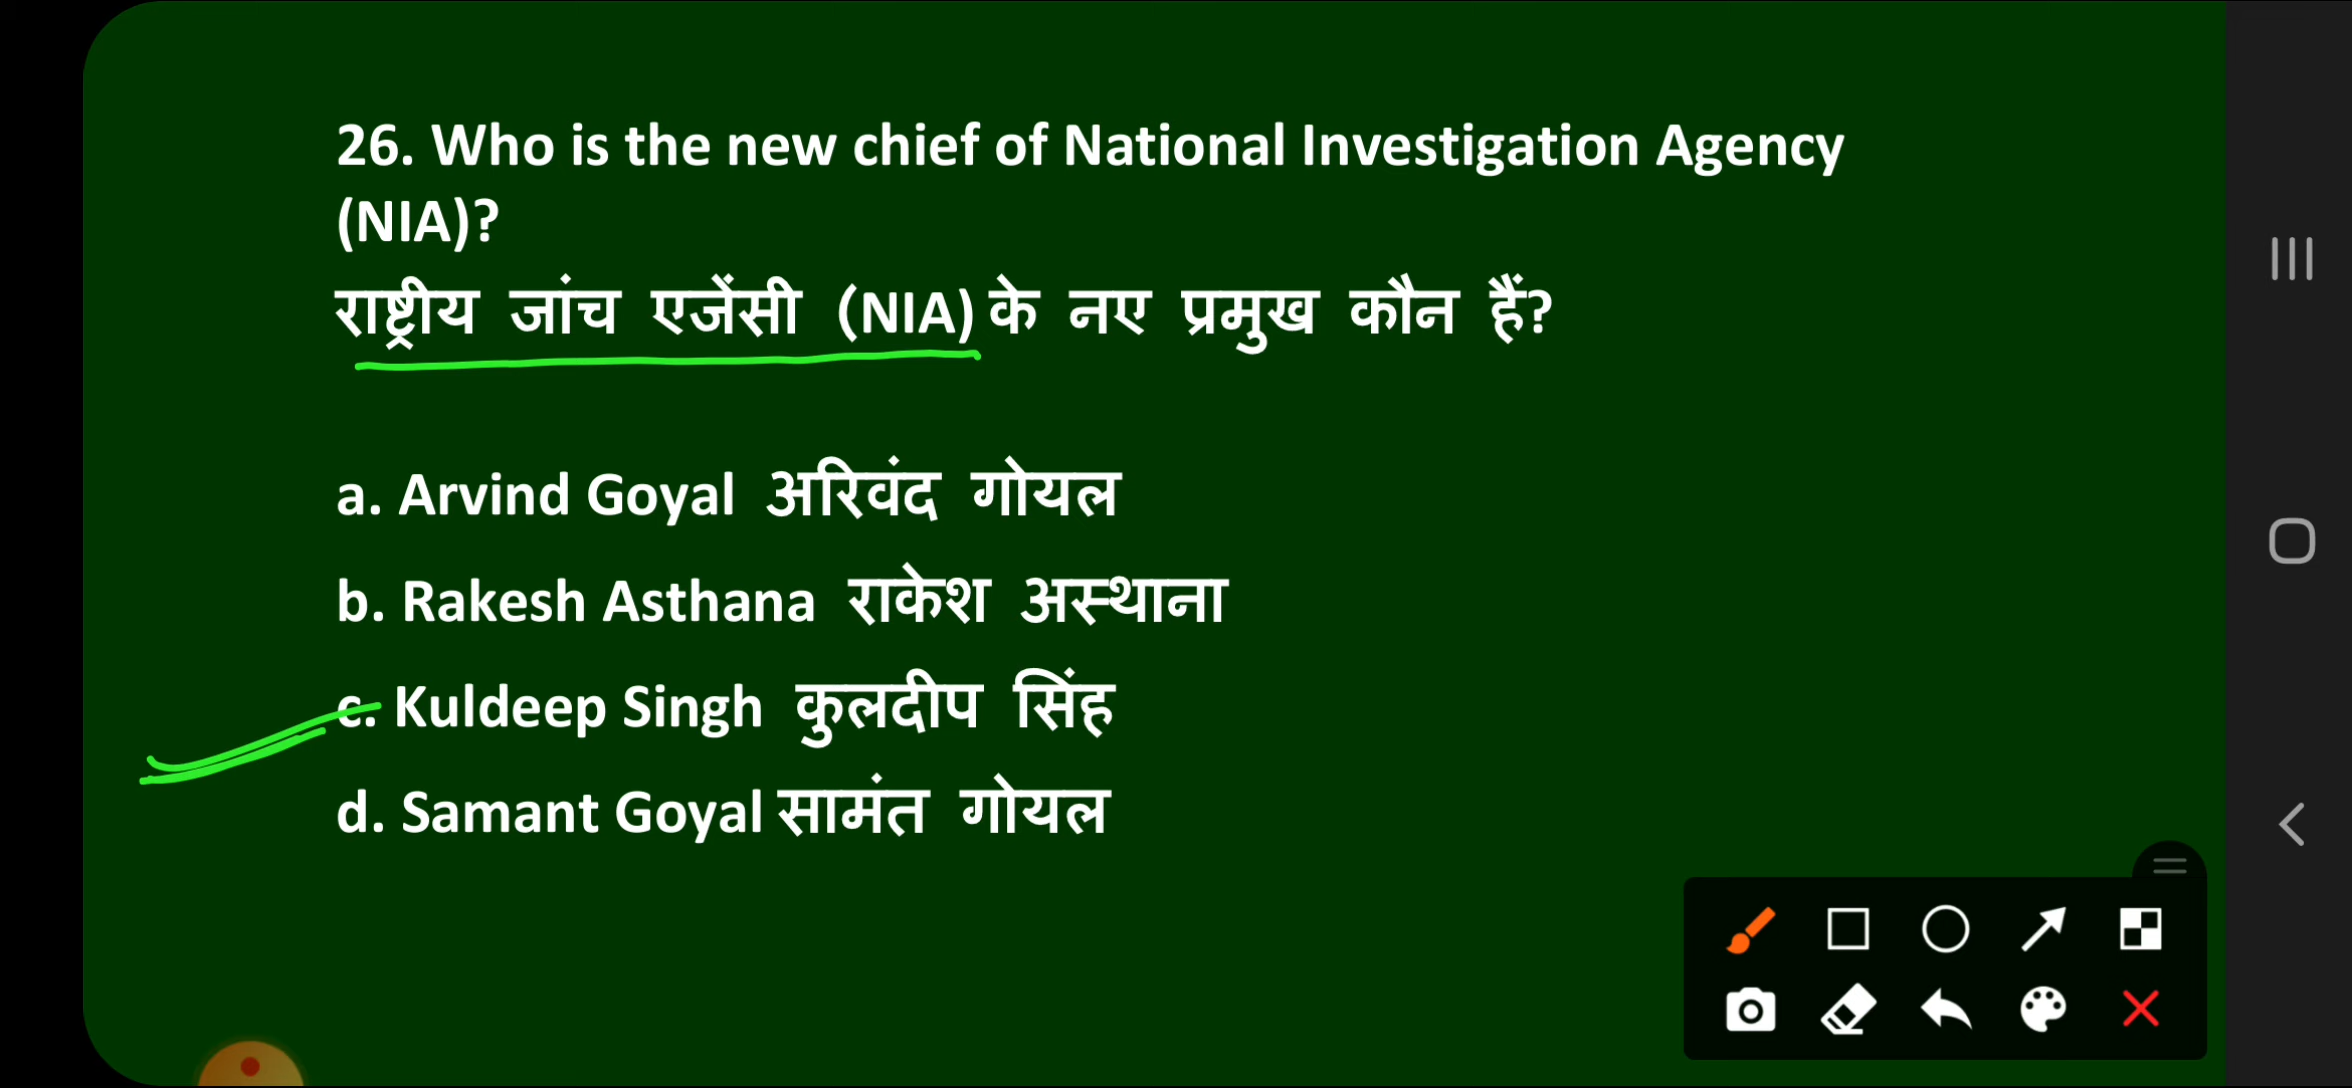 26. Who is the new chief of National Investigation Agency
(NIA)?
राष्ट्रीय जांच एजेंसी (NIA) के नए प्रमुख कौन हैं?
a. Arvind Goyal अरविंद गोयल
b. Rakesh Asthana राकेश अस्थाना
c. Kuldeep Singh कुलदीप सिंह
d. Samant Goyal सामंत गोयल